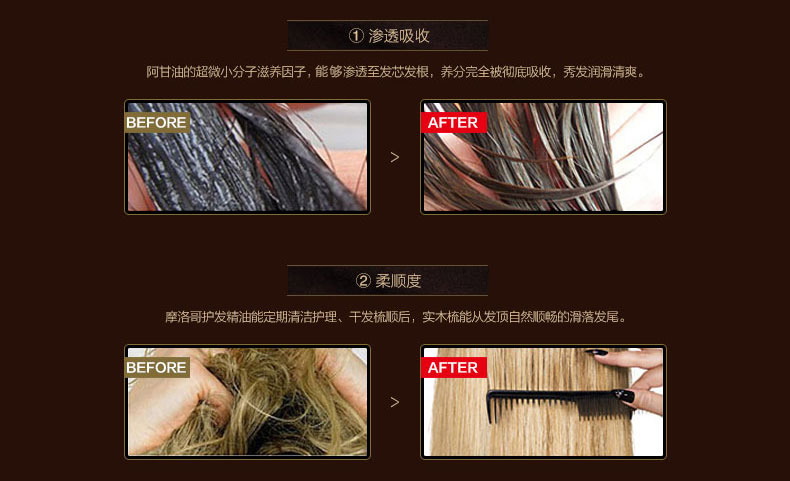 ① 渗透吸收
阿甘油的超微小分子滋养因子，能够渗透至发芯发根，养分完全被彻底吸收，秀发润滑清爽。
BEFORE > AFTER
② 柔顺度
摩洛哥护发精油能定期清洁护理、干发梳顺后，实木梳能从发顶自然顺畅的滑落发尾。
BEFORE > AFTER